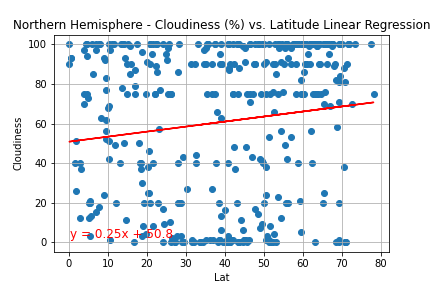 Northern Hemisphere - Cloudiness (%) vs. Latitude Linear Regression
100
80
60
40
20
0
Cloudiness
y = 0.25x + 50.8
0 10 20 30 40 50 60 70 80
Lat